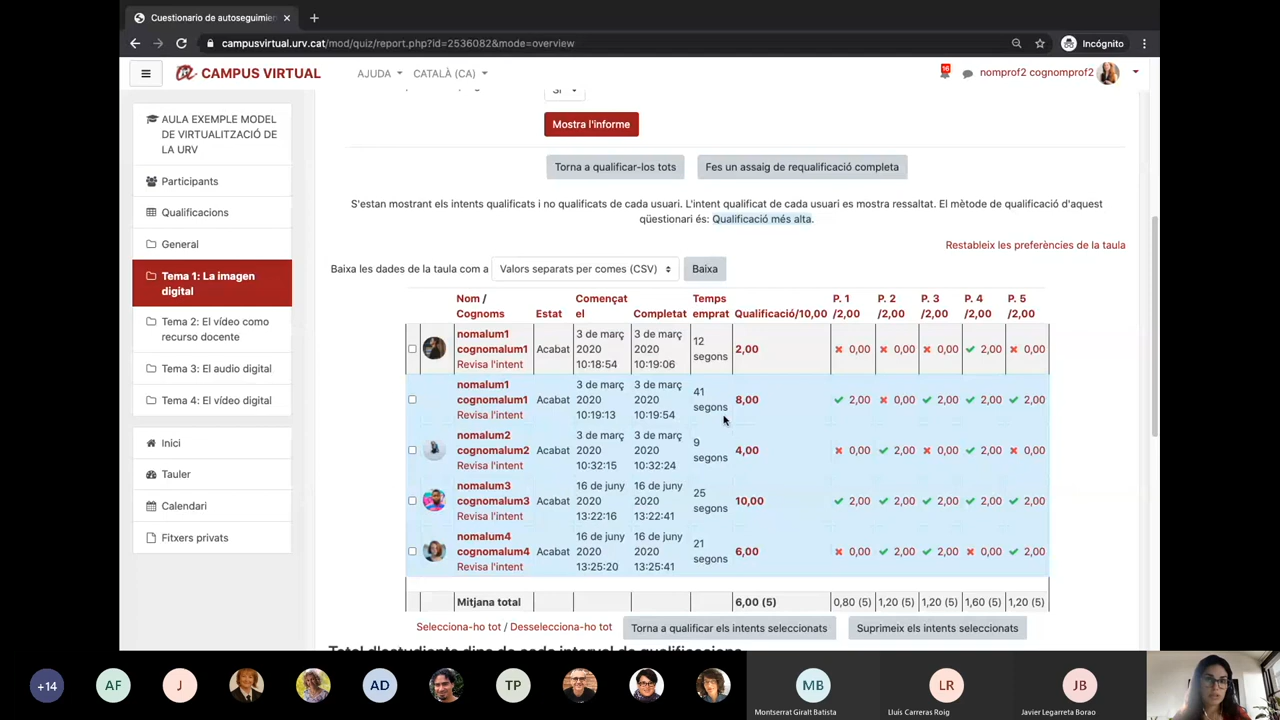 Cuestionario de autoseguimien
campusvirtual.urv.cat/mod/quiz/report.php?id=2536082&mode=overview
Incógnito
CAMPUS VIRTUAL
AJUDA
CATALÀ (CA)
16
nomprof2 cognomprof2
AULA EXEMPLE MODEL
DE VIRTUALITZACIÓ DE
LA URV
Participants
Qualificacions
General
Tema 1: La imagen
digital
Tema 2: El vídeo como
recurso docente
Tema 3: El audio digital
Tema 4: El vídeo digital
Inici
Tauler
Calendari
Fitxers privats
Mostra l'informe
Torna a qualificar-los tots
Fes un assaig de requalificació completa
S'estan mostrant els intents qualificats i no qualificats de cada usuari. L'intent qualificat de cada usuari es mostra ressaltat. El mètode de qualificació d'aquest
qüestionari és: Qualificació més alta.
Restableix les preferències de la taula
Baixa les dades de la taula com a Valors separats per comes (CSV) Baixa
Nom / Començat Temps P. 1 P. 2 P. 3 P. 4 P. 5
Cognoms Estat el Completat emprat Qualificació/10,00 /2,00 /2,00 /2,00 /2,00 /2,00
nomalum1 3 de març 3 de març 12
cognomalum1 Acabat 2020 2020 segons 2,00 0,00 0,00 0,00 2,00 0,00
Revisa l'intent 10:18:54 10:19:06
nomalum1 3 de març 3 de març 41
cognomalum1 Acabat 2020 2020 segons 8,00 2,00 0,00 2,00 2,00 2,00
Revisa l'intent 10:19:13 10:19:54
nomalum2 3 de març 3 de març 9
cognomalum2 Acabat 2020 2020 segons 4,00 0,00 2,00 0,00 2,00 0,00
Revisa l'intent 10:32:15 10:32:24
nomalum3 16 de juny 16 de juny 25
cognomalum3 Acabat 2020 2020 segons 10,00 2,00 2,00 2,00 2,00 2,00
Revisa l'intent 13:22:16 13:22:41
nomalum4 16 de juny 16 de juny 21
cognomalum4 Acabat 2020 2020 segons 6,00 0,00 2,00 2,00 0,00 2,00
Revisa l'intent 13:25:20 13:25:41
Mitjana total 6,00 (5) 0,80 (5) 1,20 (5) 1,20 (5) 1,60 (5) 1,20 (5)
Selecciona-ho tot / Desselecciona-ho tot
Torna a qualificar els intents seleccionats
Suprimeix els intents seleccionats
+14
AF
J
AD
TP
MB
LR
JB
Montserrat Giralt Batista
Lluís Carreras Roig
Javier Legarreta Borao